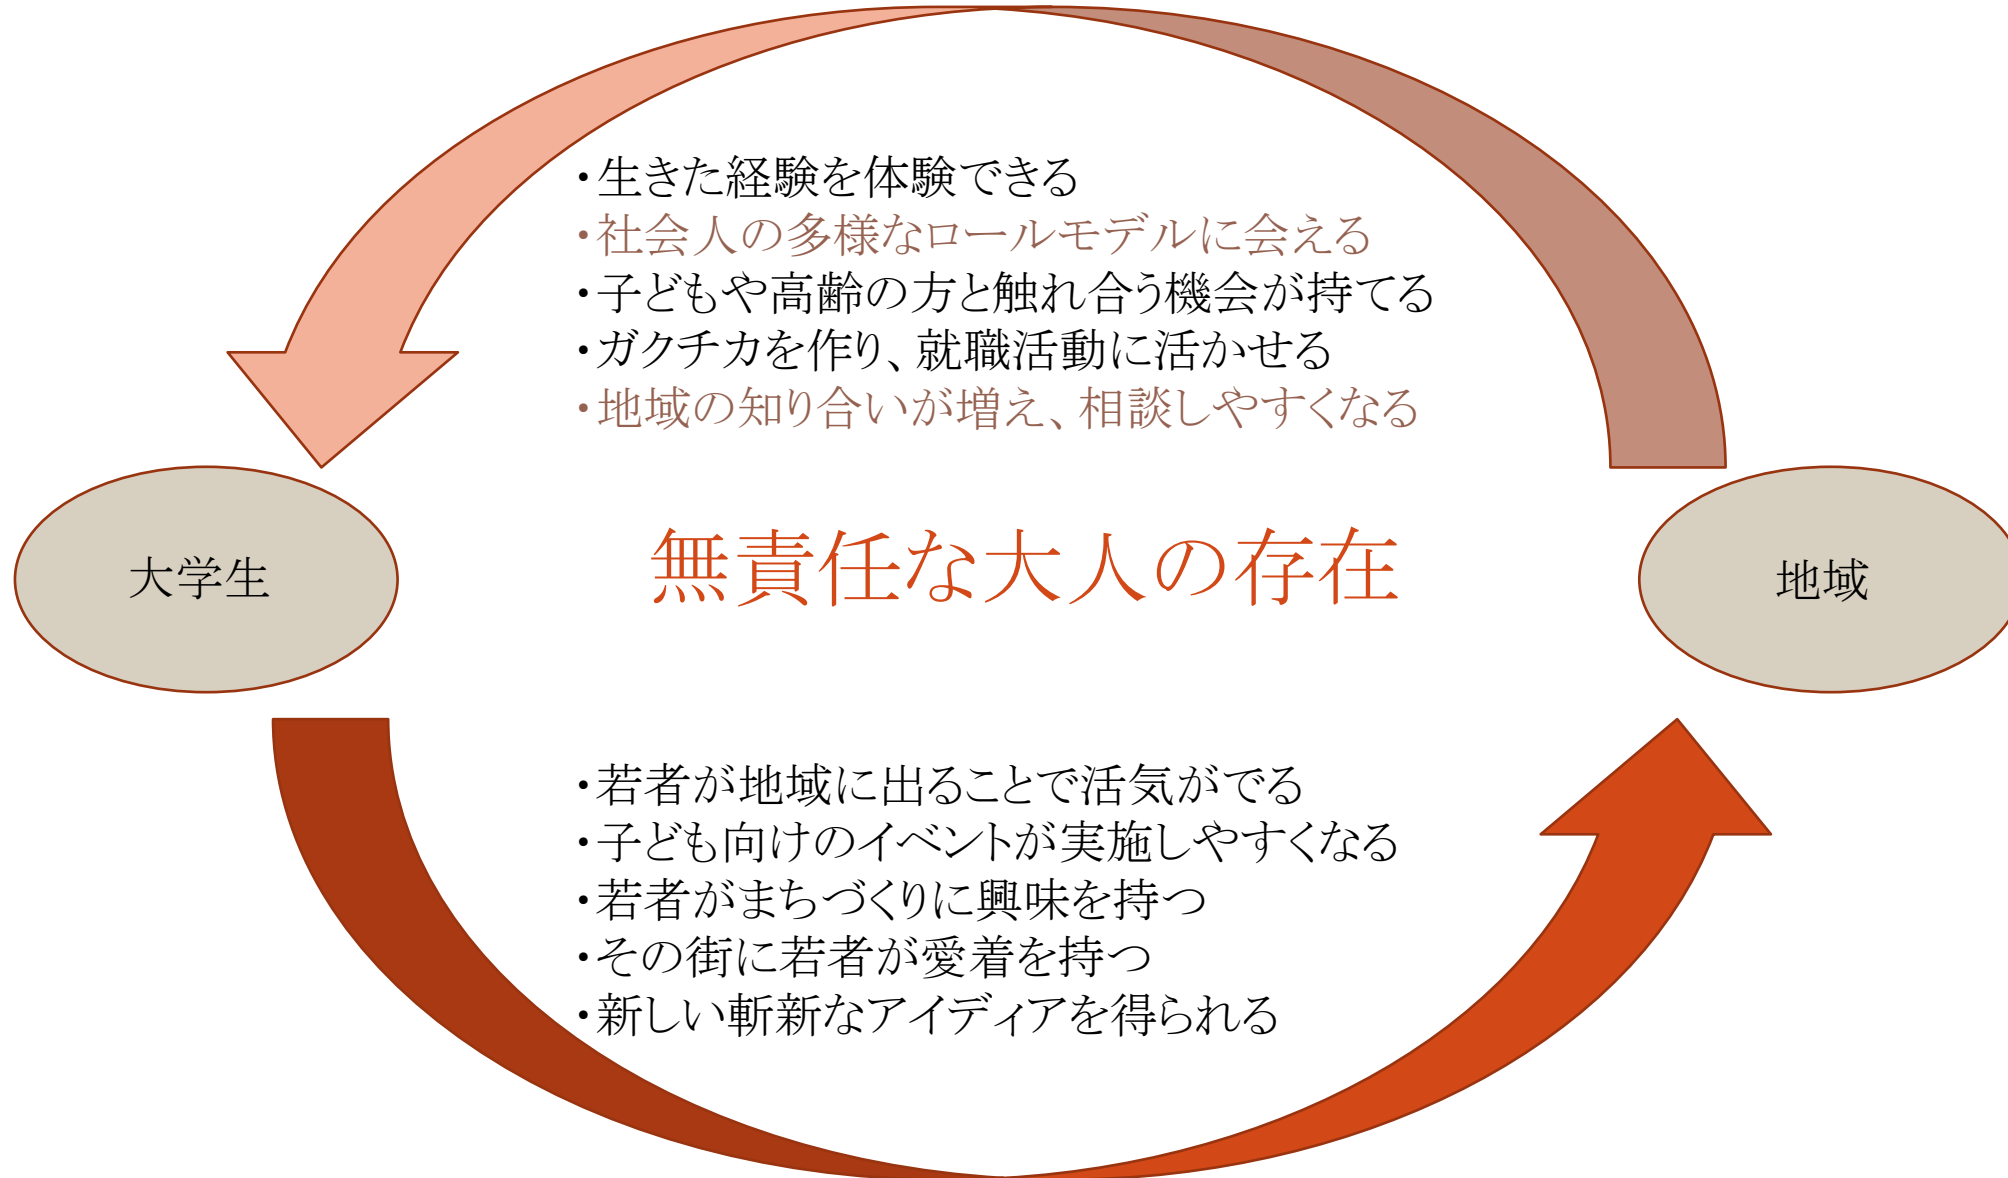 ・生きた経験を体験できる
・社会人の多様なロールモデルに会える
・子どもや高齢の方と触れ合う機会が持てる
・ガクチカを作り、就職活動に活かせる
・地域の知り合いが増え、相談しやすくなる
大学生
無責任な大人の存在
地域
・若者が地域に出ることで活気がでる
・子ども向けのイベントが実施しやすくなる
・若者がまちづくりに興味を持つ
・その街に若者が愛着を持つ
・新しい斬新なアイディアを得られる